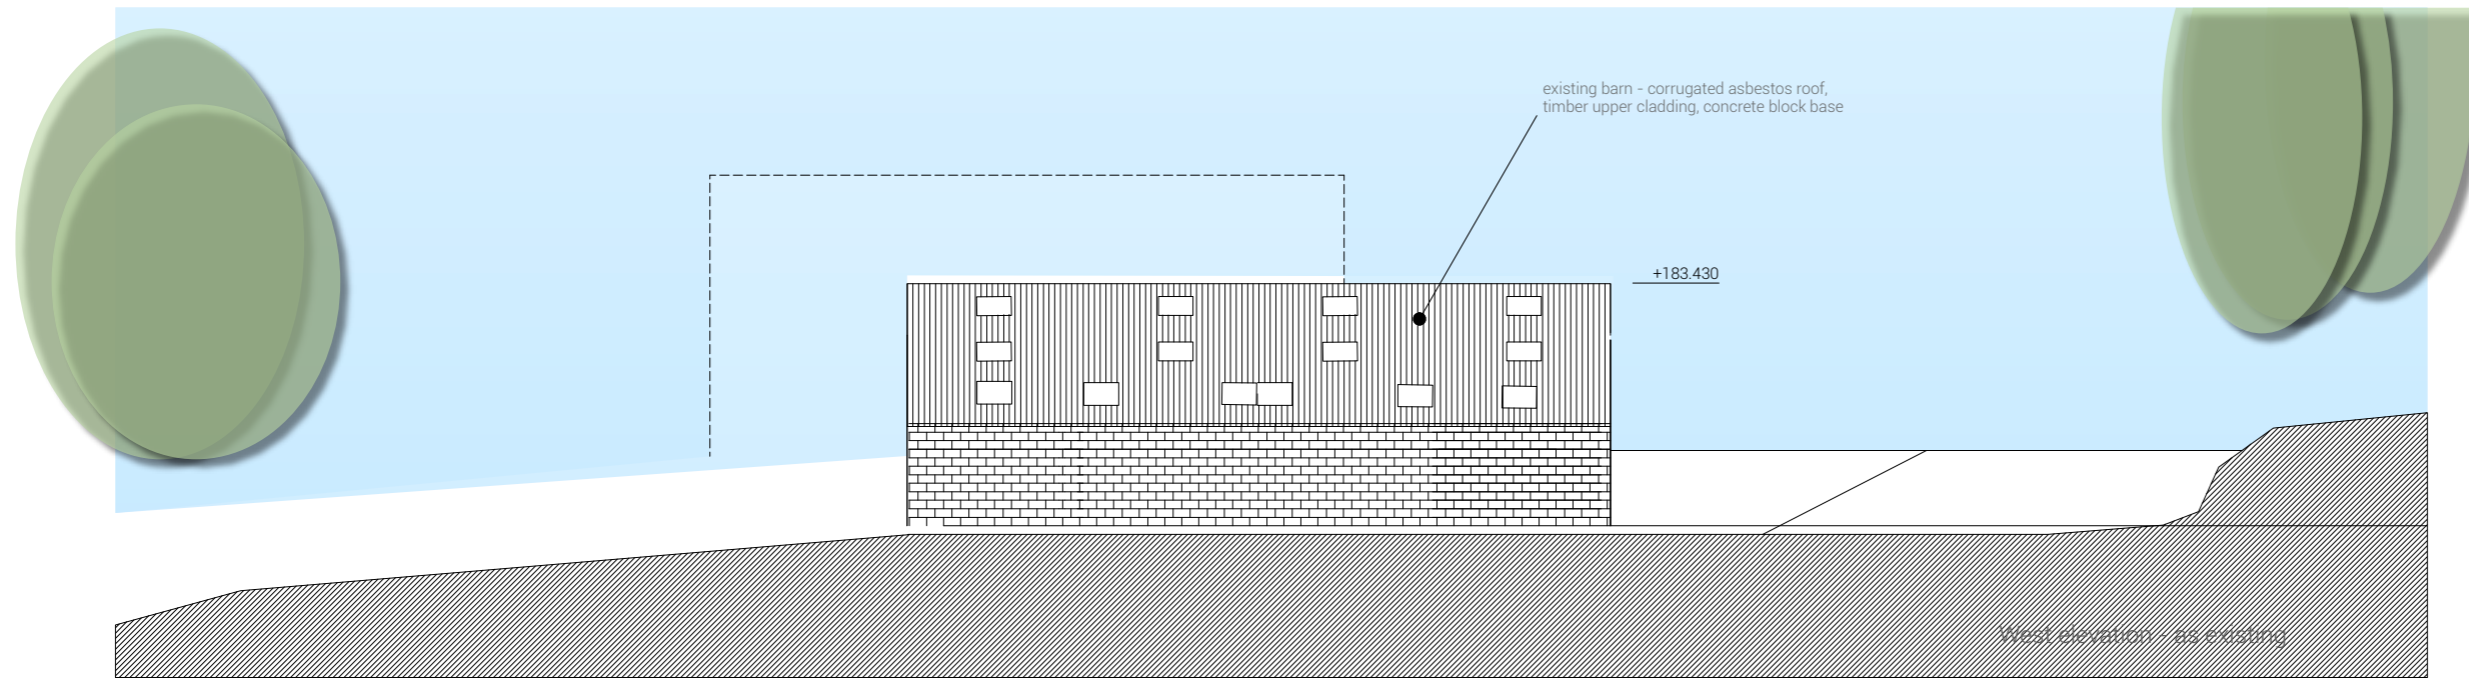 existing barn - corrugated asbestos roof,
timber upper cladding, concrete block base
+183.430
West elevation - as existing